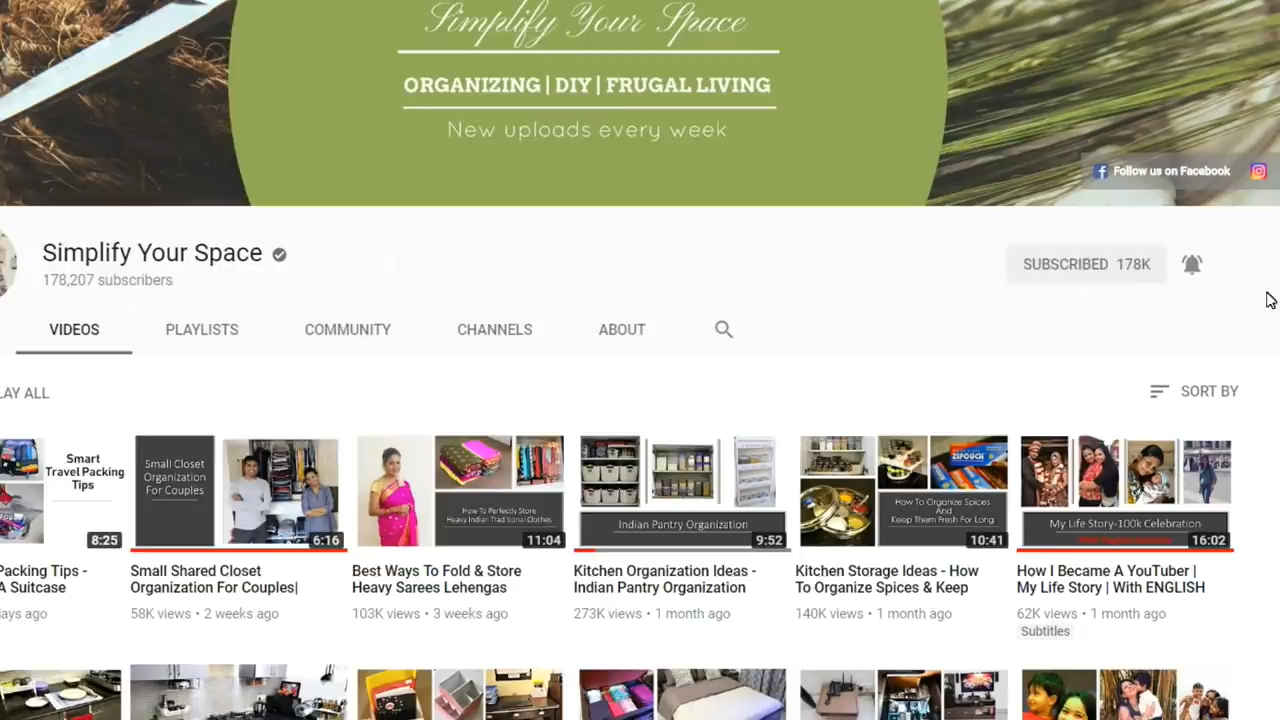 Simplify Your Space
ORGANIZING | DIY | FRUGAL LIVING
New uploads every week
Follow us on Facebook
Simplify Your Space
178,207 subscribers
SUBSCRIBED 178K
VIDEOS PLAYLISTS COMMUNITY CHANNELS ABOUT
LAY ALL
SORT BY
Smart
Travel Packing
Tips
8:25
Packing Tips -
A Suitcase
days ago
Small Closet
Organization
For Couples
6:16
Small Shared Closet
Organization For Couples|
58K views • 2 weeks ago
How To Perfectly Store
Heavy Indian Traditional Clothes
11:04
Best Ways To Fold & Store
Heavy Sarees Lehengas
103K views • 3 weeks ago
Indian Pantry Organization
9:52
Kitchen Organization Ideas -
Indian Pantry Organization
273K views • 1 month ago
ZIPOUCH
How To Organize Spices
And
Keep Them Fresh For Long
10:41
Kitchen Storage Ideas - How
To Organize Spices & Keep
140K views • 1 month ago
My Life Story-100k Celebration
16:02
How I Became A YouTuber |
My Life Story | With ENGLISH
62K views • 1 month ago
Subtitles